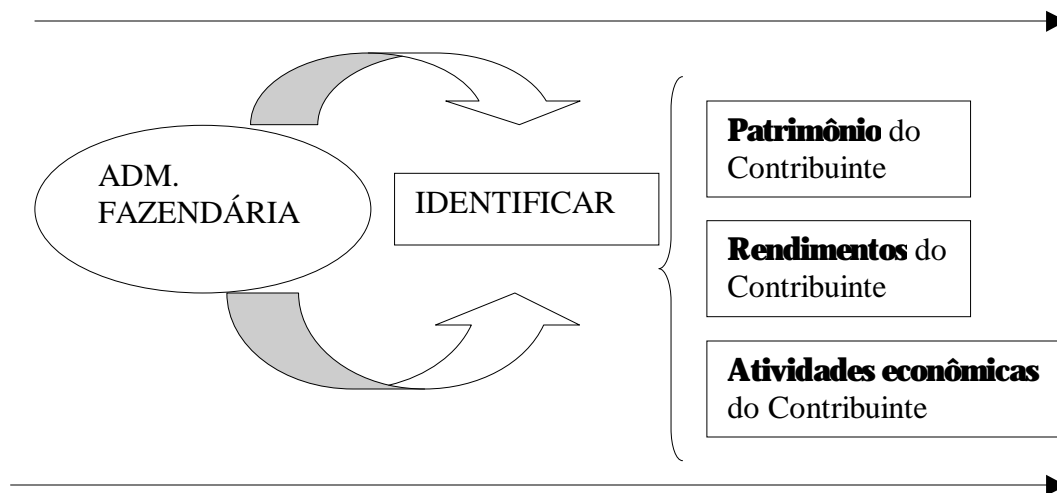 ADM.
FAZENDÁRIA
IDENTIFICAR
Patrimônio do
Contribuinte
Rendimentos do
Contribuinte
Atividades econômicas
do Contribuinte